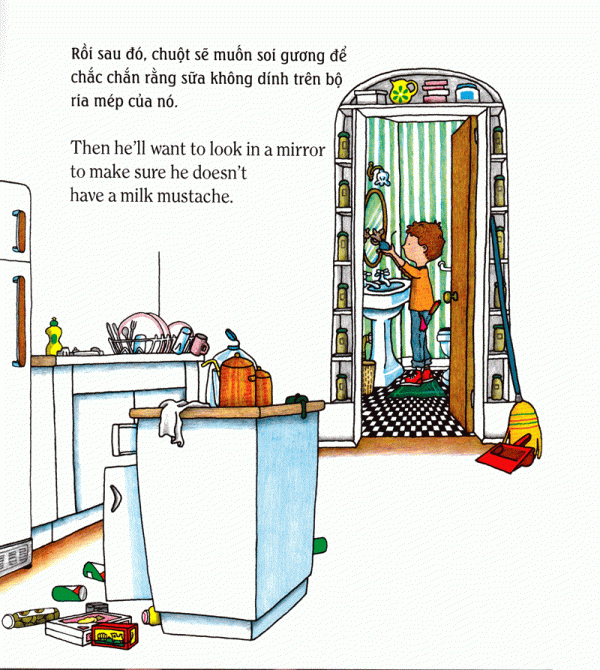 Rồi sau đó, chuột sẽ muốn soi gương để
chắc chắn rằng sữa không dính trên bộ
ria mép của nó.
Then he'll want to look in a mirror
to make sure he doesn't
have a milk mustache.